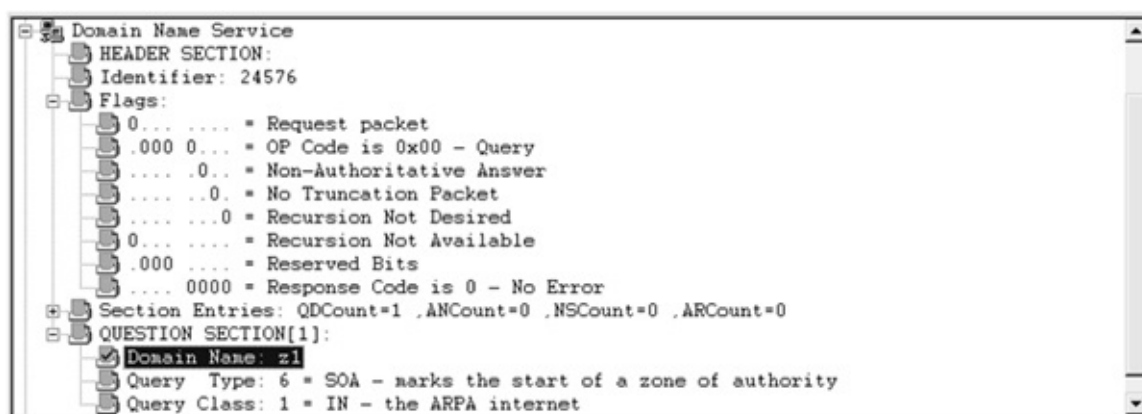 Domain Name Service
HEADER SECTION:
Identifier: 24576
Flags:
0... .... = Request packet
.000 0... = OP Code is 0x00 - Query
.... .0.. = Non-Authoritative Answer
.... ..0. = No Truncation Packet
.... ...0 = Recursion Not Desired
0... .... = Recursion Not Available
.000 .... = Reserved Bits
.... 0000 = Response Code is 0 - No Error
Section Entries: QDCount=1 ,ANCount=0 ,NSCount=0 ,ARCount=0
QUESTION SECTION[1]:
Domain Name: z1
Query  Type: 6 = SOA - marks the start of a zone of authority
Query Class: 1 = IN - the ARPA internet